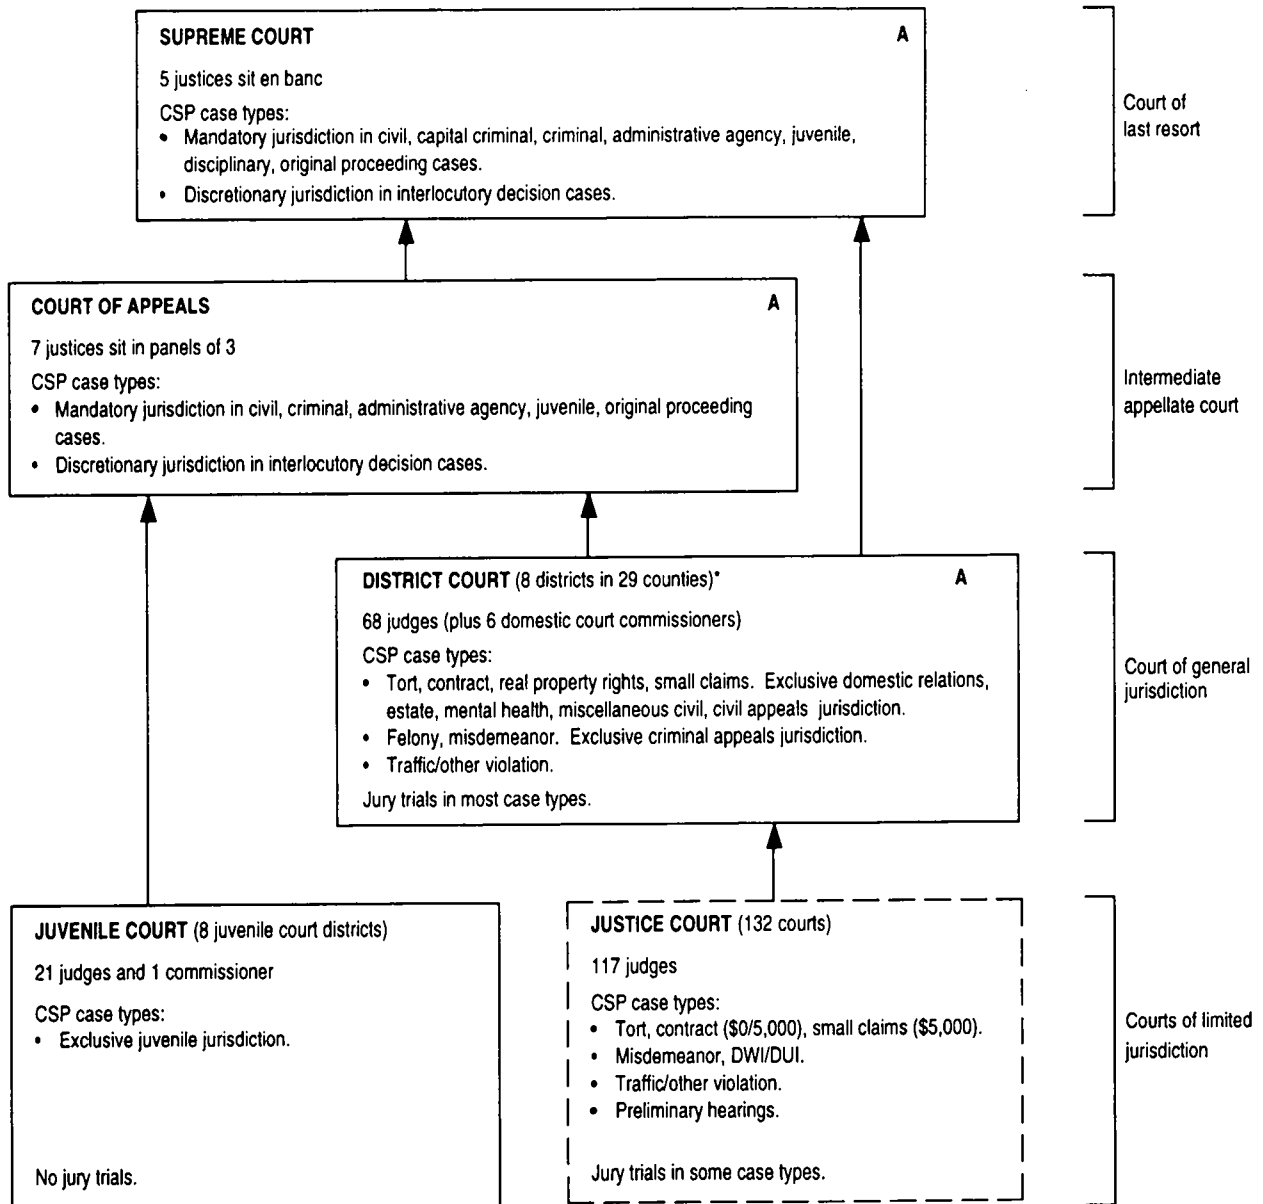 SUPREME COURT A
5 justices sit en banc
CSP case types:
• Mandatory jurisdiction in civil, capital criminal, criminal, administrative agency, juvenile,
disciplinary, original proceeding cases.
• Discretionary jurisdiction in interlocutory decision cases.
Court of
last resort
COURT OF APPEALS A
7 justices sit in panels of 3
CSP case types:
• Mandatory jurisdiction in civil, criminal, administrative agency, juvenile, original proceeding
cases.
• Discretionary jurisdiction in interlocutory decision cases.
Intermediate
appellate court
DISTRICT COURT (8 districts in 29 counties)* A
68 judges (plus 6 domestic court commissioners)
CSP case types:
• Tort, contract, real property rights, small claims. Exclusive domestic relations,
estate, mental health, miscellaneous civil, civil appeals jurisdiction.
• Felony, misdemeanor. Exclusive criminal appeals jurisdiction.
• Traffic/other violation.
Jury trials in most case types.
Court of general
jurisdiction
JUVENILE COURT (8 juvenile court districts)
21 judges and 1 commissioner
CSP case types:
• Exclusive juvenile jurisdiction.
No jury trials.
JUSTICE COURT (132 courts)
117 judges
CSP case types:
• Tort, contract ($0/5,000), small claims ($5,000).
• Misdemeanor, DWI/DUI.
• Traffic/other violation.
• Preliminary hearings.
Jury trials in some case types.
Courts of limited
jurisdiction